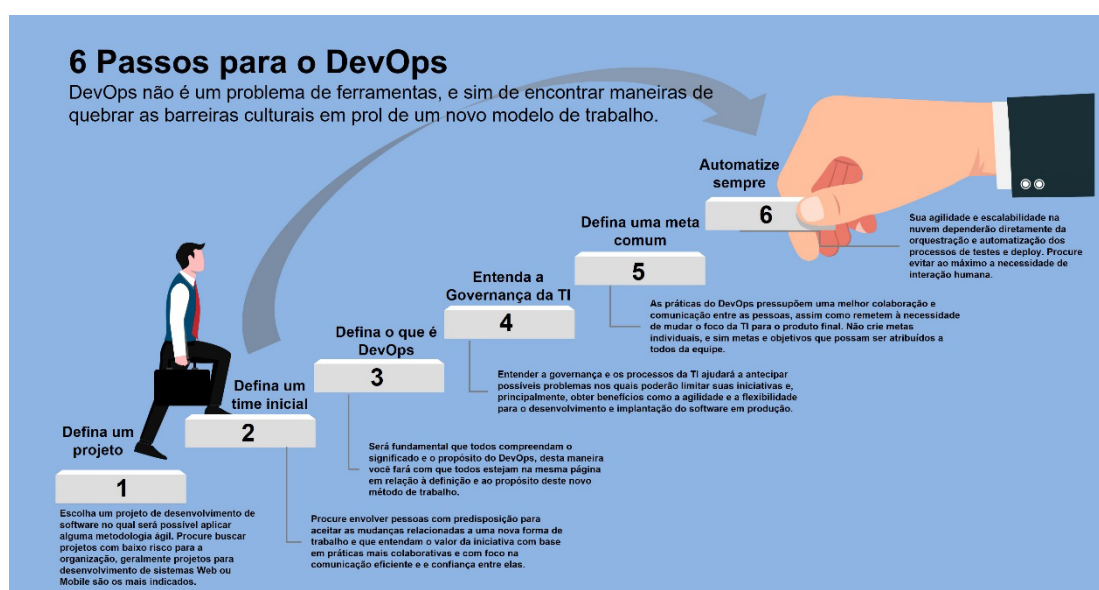 6 Passos para o DevOps
DevOps não é um problema de ferramentas, e sim de encontrar maneiras de
quebrar as barreiras culturais em prol de um novo modelo de trabalho.
Defina um
projeto
1
Escolha um projeto de desenvolvimento de
software no qual será possível aplicar
alguma metodologia ágil. Procure buscar
projetos com baixo risco para a
organização, geralmente projetos para
desenvolvimento de sistemas Web ou
Mobile são os mais indicados.
Defina um
time inicial
2
Procure envolver pessoas com predisposição para
aceitar as mudanças relacionadas a uma nova forma de
trabalho e que entendam o valor da iniciativa com base
em práticas mais colaborativas e com foco na
comunicação eficiente e e confiança entre elas.
Defina o que é
DevOps
3
Será fundamental que todos compreendam o
significado e o propósito do DevOps, desta maneira
você fará com que todos estejam na mesma página
em relação à definição e ao propósito deste novo
método de trabalho.
Entenda a
Governança da TI
4
Entender a governança e os processos da TI ajudará a antecipar
possíveis problemas nos quais poderão limitar suas iniciativas e,
principalmente, obter benefícios como a agilidade e a flexibilidade
para o desenvolvimento e implantação do software em produção.
Defina uma meta
comum
5
As práticas do DevOps pressupõem uma melhor colaboração e
comunicação entre as pessoas, assim como remetem à necessidade
de mudar o foco da TI para o produto final. Não crie metas
individuais, e sim metas e objetivos que possam ser atribuídos a
todos da equipe.
Automatize
sempre
6
Sua agilidade e escalabilidade na
nuvem dependerão diretamente da
orquestração e automatização dos
processos de testes e deploy. Procure
evitar ao máximo a necessidade de
interação humana.